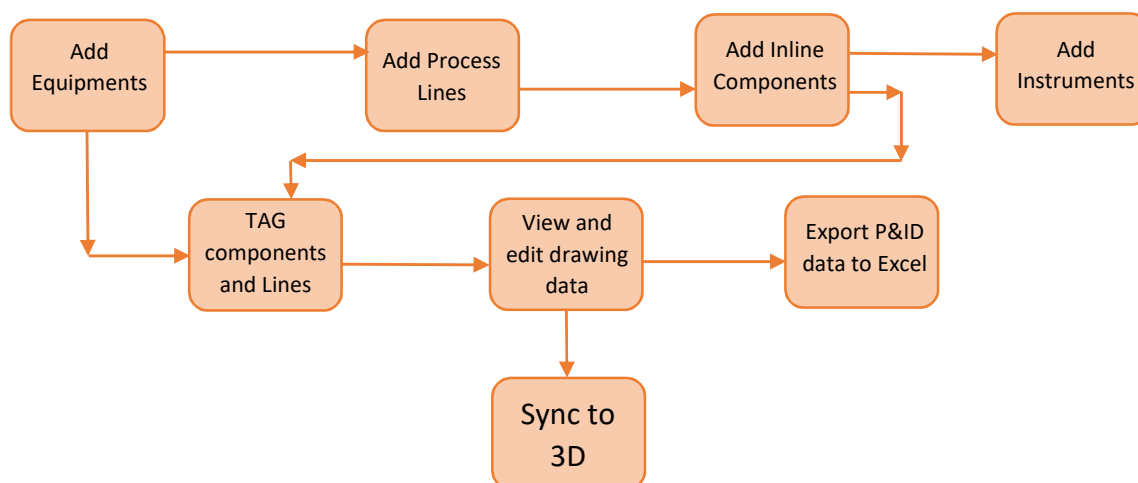 Add
Equipments
Add Process
Lines
Add Inline
Components
Add
Instruments
TAG
components
and Lines
View and
edit drawing
data
Export P&ID
data to Excel
Sync to
3D